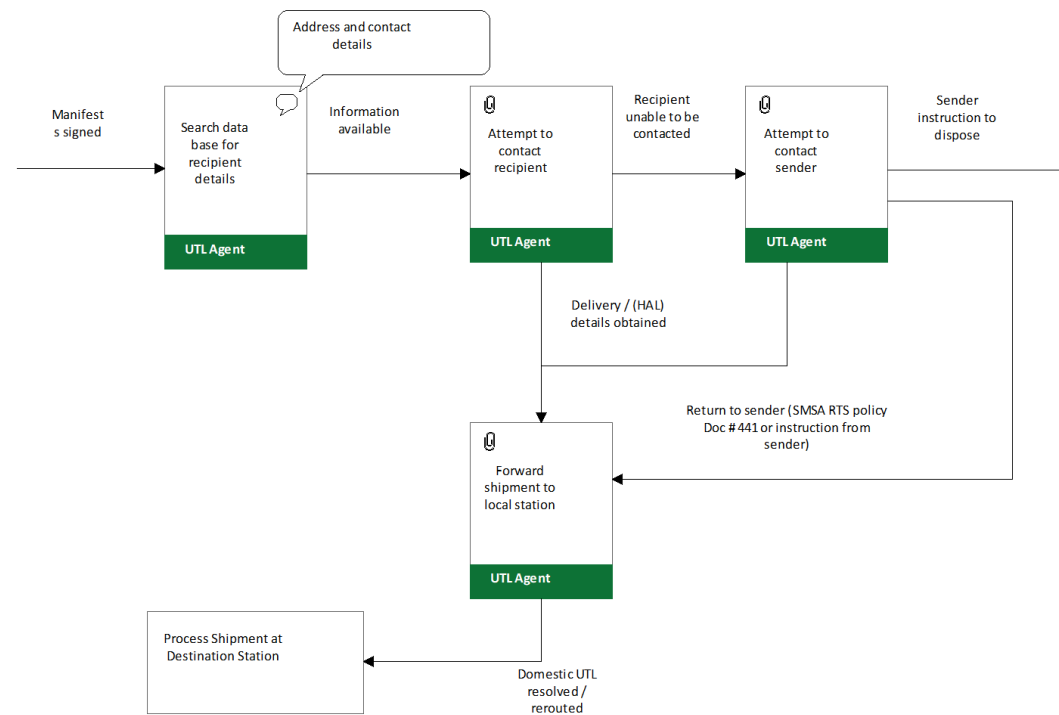 Address and contact
details
Manifest
s signed
Search data
base for
recipient
details
UTL Agent
Information
available
Attempt to
contact
recipient
UTL Agent
Recipient
unable to be
contacted
Attempt to
contact
sender
UTL Agent
Sender
instruction to
dispose
Delivery / (HAL)
details obtained
Return to sender (SMSA RTS policy
Doc # 441 or instruction from
sender)
Forward
shipment to
local station
UTL Agent
Process Shipment at
Destination Station
Domestic UTL
resolved /
rerouted